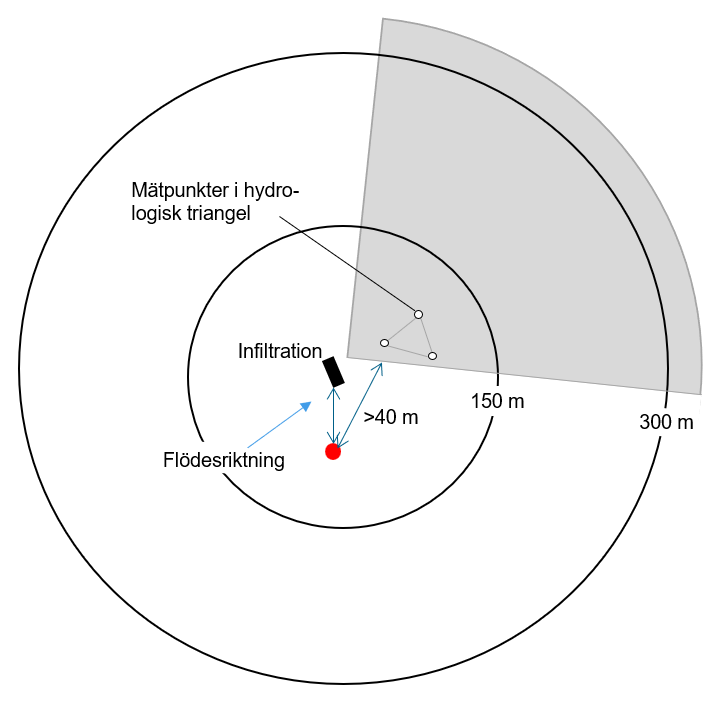 Mätpunkter i hydro-
logisk triangel
Infiltration
150 m
>40 m
300 m
Flödesriktning